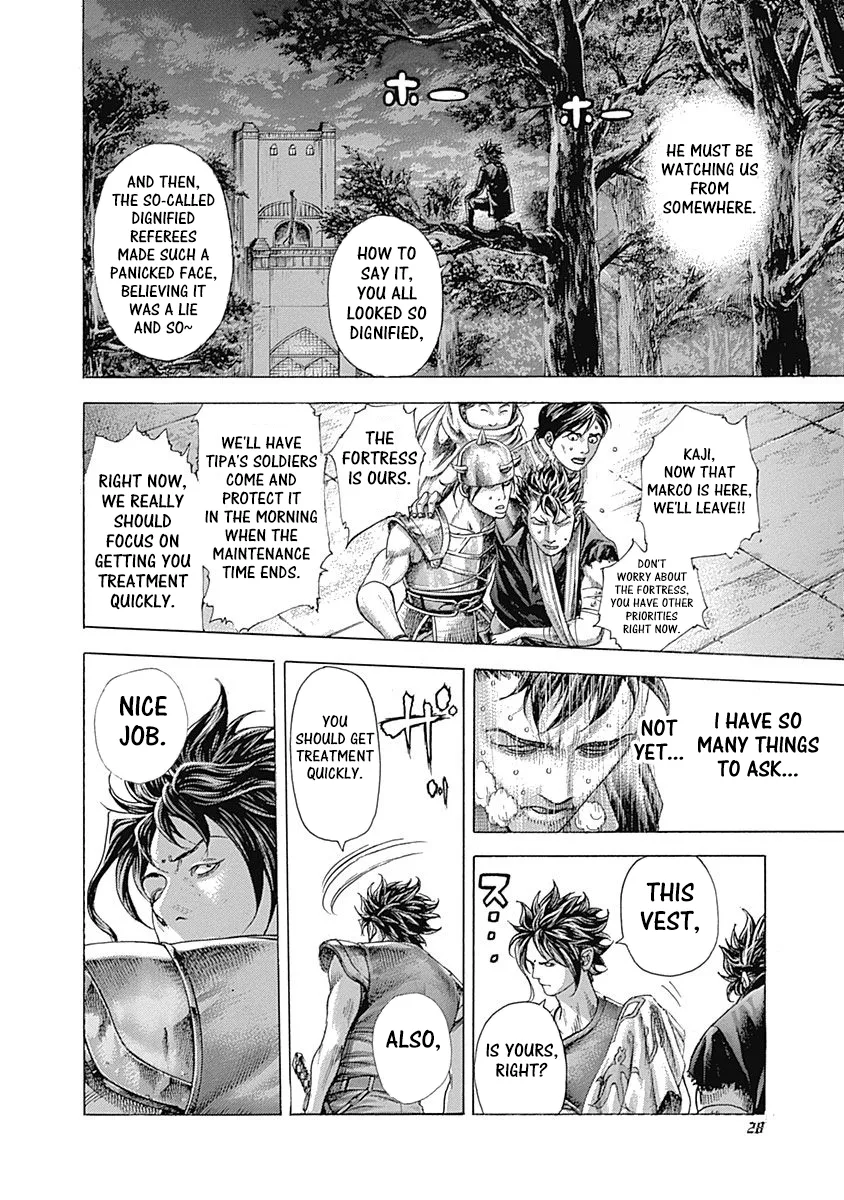 HE MUST BE
WATCHING US
FROM
SOMEWHERE.
ホー
ホー
HOW TO
SAY IT,
YOU ALL
LOOKED SO
DIGNIFIED,
AND THEN,
THE SO-CALLED
DIGNIFIED
REFEREES
MADE SUCH A
PANICKED FACE,
BELIEVING IT
WAS A LIE
AND SO~
KAJI,
NOW THAT
MARCO IS HERE,
WE'LL LEAVE!!
DON'T
WORRY ABOUT
THE FORTRESS,
YOU HAVE OTHER
PRIORITIES
RIGHT NOW.
THE
FORTRESS
IS OURS.
WE'LL HAVE
TIPA'S SOLDIERS
COME AND
PROTECT IT
IN THE MORNING
WHEN THE
MAINTENANCE
TIME ENDS.
RIGHT NOW,
WE REALLY
SHOULD
FOCUS ON
GETTING YOU
TREATMENT
QUICKLY.
I HAVE SO
MANY THINGS
TO ASK...
NOT
YET...
THIS
VEST,
ス...
IS YOURS,
RIGHT?
ザッ
YOU
SHOULD GET
TREATMENT
QUICKLY.
ALSO,
NICE
JOB.
28